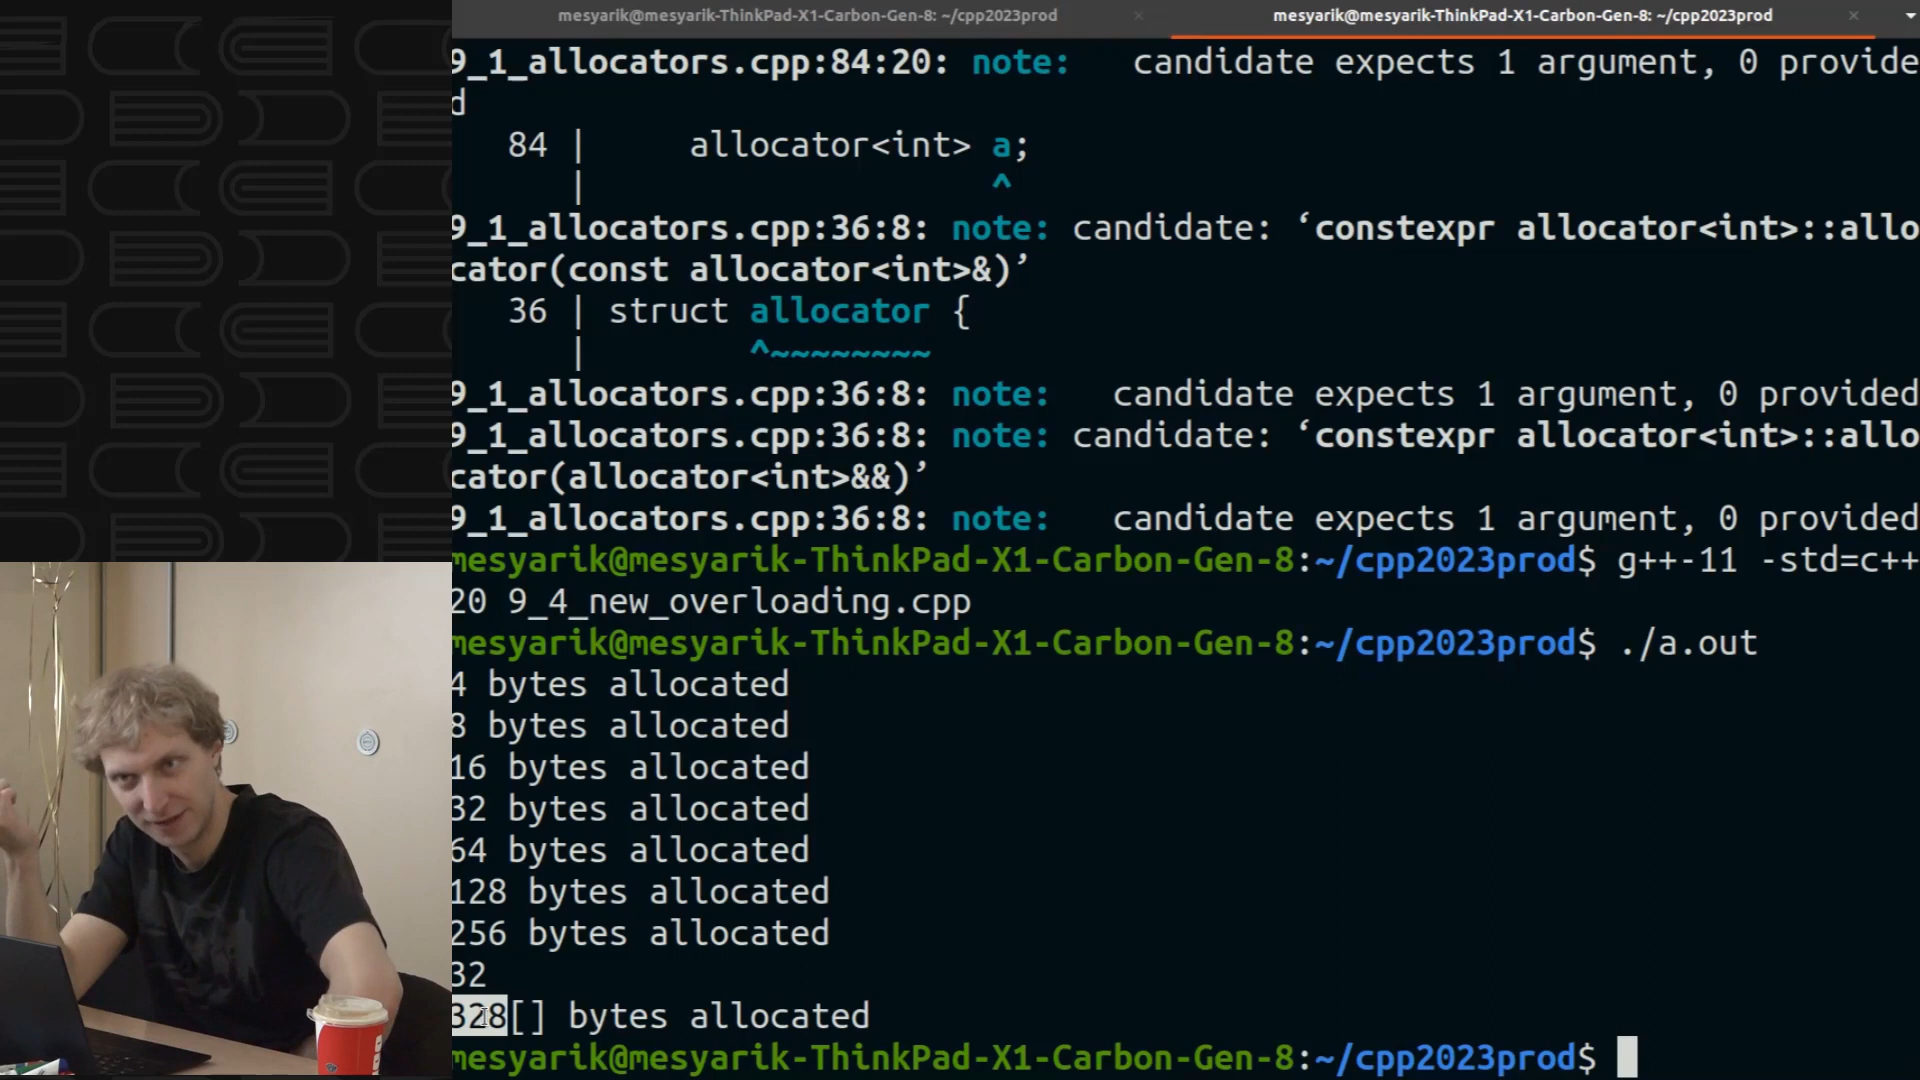 mesyarik@mesyarik-ThinkPad-X1-Carbon-Gen-8: ~/cpp2023prod × mesyarik@mesyarik-ThinkPad-X1-Carbon-Gen-8: ~/cpp2023prod ×
9_1_allocators.cpp:84:20: note:   candidate expects 1 argument, 0 provide
d
84 |     allocator<int> a;
|                    ^
9_1_allocators.cpp:36:8: note: candidate: ‘constexpr allocator<int>::allo
cator(const allocator<int>&)’
36 | struct allocator {
|        ^~~~~~~~~
9_1_allocators.cpp:36:8: note:   candidate expects 1 argument, 0 provided
9_1_allocators.cpp:36:8: note: candidate: ‘constexpr allocator<int>::allo
cator(allocator<int>&&)’
9_1_allocators.cpp:36:8: note:   candidate expects 1 argument, 0 provided
mesyarik@mesyarik-ThinkPad-X1-Carbon-Gen-8:~/cpp2023prod$ g++-11 -std=c++
20 9_4_new_overloading.cpp
mesyarik@mesyarik-ThinkPad-X1-Carbon-Gen-8:~/cpp2023prod$ ./a.out
4 bytes allocated
8 bytes allocated
16 bytes allocated
32 bytes allocated
64 bytes allocated
128 bytes allocated
256 bytes allocated
32
328[] bytes allocated
mesyarik@mesyarik-ThinkPad-X1-Carbon-Gen-8:~/cpp2023prod$